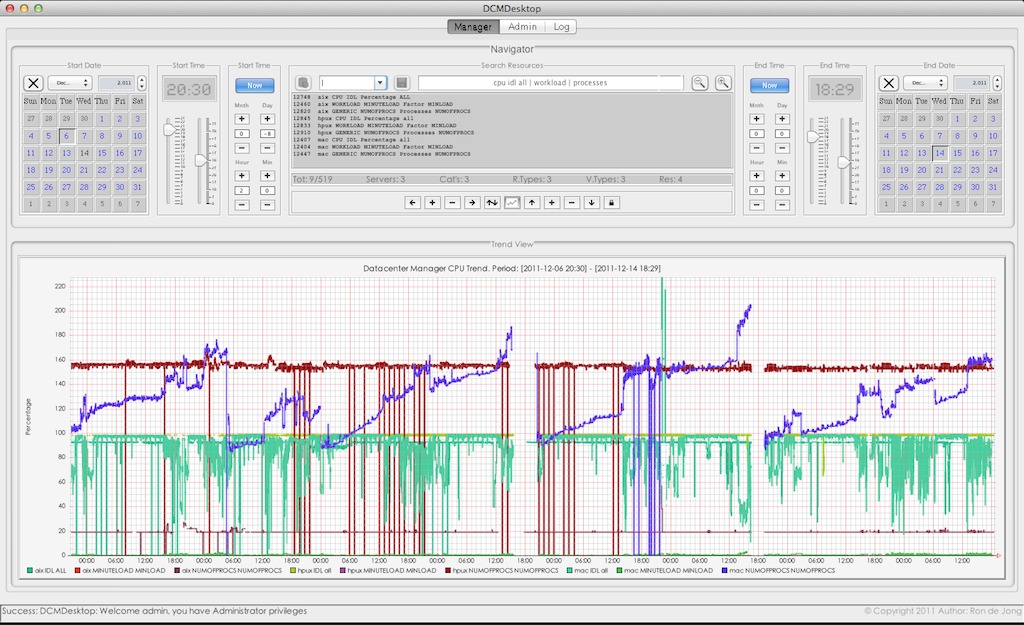 DCMDesktop
Manager Admin Log
Navigator
Start Date
Start Time
Start Time
Search Resources
End Time
End Time
End Date
Dec... 2.011
20:30
Now
cpu idl all | workload | processes
Now
18:29
Dec... 2.011
Sun Mon Tue Wed Thu Fri Sat
27 28 29 30 1 2 3
4 5 6 7 8 9 10
11 12 13 14 15 16 17
18 19 20 21 22 23 24
25 26 27 28 29 30 31
1 2 3 4 5 6 7
Mnth Day
0 -8
Hour Min
2 0
12748 aix CPU IDL Percentage ALL
12460 aix WORKLOAD MINUTELOAD Factor MINLOAD
12820 aix GENERIC NUMOFPROCS Processes NUMOFPROCS
12845 hpux CPU IDL Percentage all
12833 hpux WORKLOAD MINUTELOAD Factor MINLOAD
12910 hpux GENERIC NUMOFPROCS Processes NUMOFPROCS
12407 mac CPU IDL Percentage all
12404 mac WORKLOAD MINUTELOAD Factor MINLOAD
12447 mac GENERIC NUMOFPROCS Processes NUMOFPROCS
Tot: 9/519 Servers: 3 Cat's: 3 R.Types: 3 V.Types: 3 Res: 4
Mnth Day
0 0
Hour Min
0 0
Sun Mon Tue Wed Thu Fri Sat
27 28 29 30 1 2 3
4 5 6 7 8 9 10
11 12 13 14 15 16 17
18 19 20 21 22 23 24
25 26 27 28 29 30 31
1 2 3 4 5 6 7
Trend View
Datacenter Manager CPU Trend. Period: [2011-12-06 20:30] - [2011-12-14 18:29]
Percentage
220
200
180
160
140
120
100
80
60
40
20
0
00:00 06:00 12:00 18:00 00:00 06:00 12:00 18:00 00:00 06:00 12:00 18:00 00:00 06:00 12:00 18:00 00:00 06:00 12:00 18:00 00:00 06:00 12:00 18:00 00:00 06:00 12:00 18:00 00:00 06:00 12:00
aix IDL ALL aix MINUTELOAD MINLOAD aix NUMOFPROCS NUMOFPROCS hpux IDL all hpux MINUTELOAD MINLOAD hpux NUMOFPROCS NUMOFPROCS mac IDL all mac MINUTELOAD MINLOAD mac NUMOFPROCS NUMOFPROCS
Success: DCMDesktop: Welcome admin, you have Administrator privileges
© Copyright 2011 Author: Ron de Jong